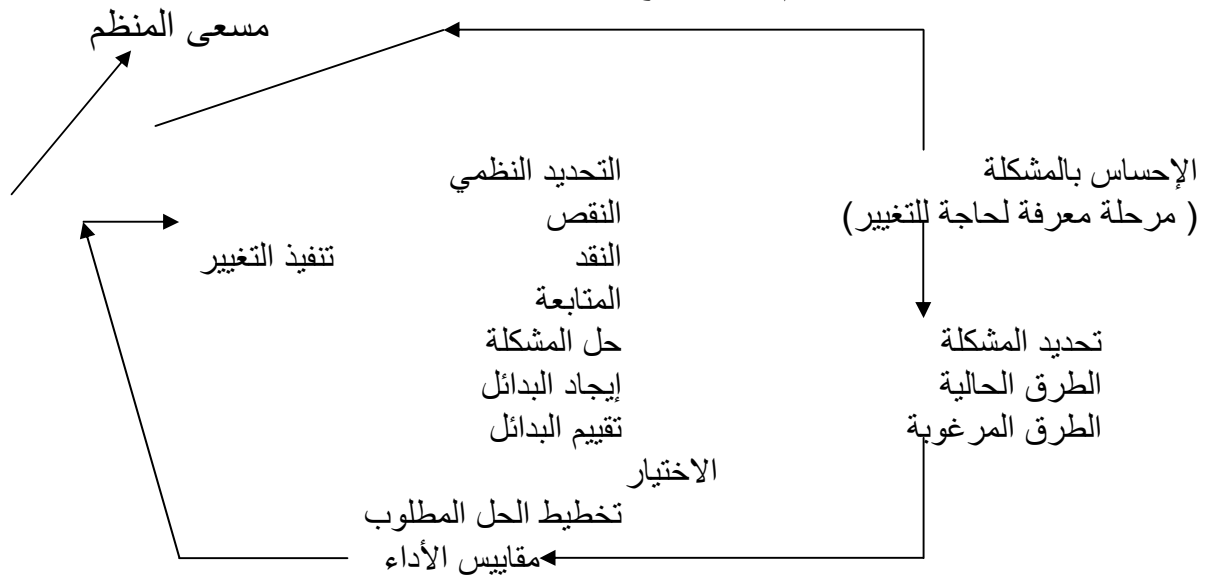 مسعى المنظم
الإحساس بالمشكلة
( مرحلة معرفة لحاجة للتغيير)
تحديد المشكلة
الطرق الحالية
الطرق المرغوبة
التحديد النظمي
النقص
النقد
المتابعة
حل المشكلة
إيجاد البدائل
تقييم البدائل
الاختيار
تخطيط الحل المطلوب
مقاييس الأداء
تنفيذ التغيير